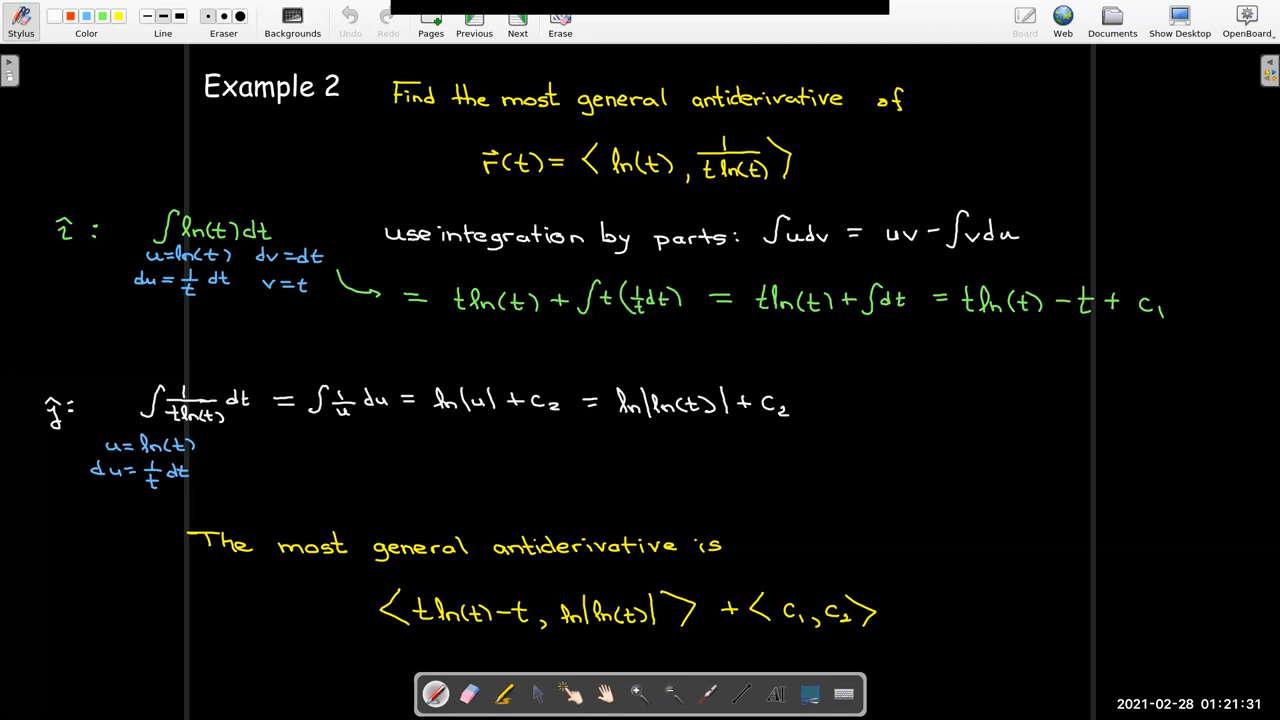 Stylus Color Line Eraser Backgrounds Undo Redo Pages Previous Next Erase Board Web Documents Show Desktop OpenBoard
Example 2 Find the most general antiderivative of
r⃗(t) = ⟨ ln(t), 1/(t ln(t)) ⟩
î : ∫ ln(t) dt use integration by parts: ∫udv = uv - ∫vdu
u = ln(t) dv = dt
du = 1/t dt v = t
= t ln(t) + ∫ t (1/t dt) = t ln(t) + ∫ dt = t ln(t) - t + c₁
ĵ : ∫ 1/(t ln(t)) dt = ∫ 1/u du = ln|u| + c₂ = ln|ln(t)| + c₂
u = ln(t)
du = 1/t dt
The most general antiderivative is
⟨ t ln(t) - t, ln|ln(t)| ⟩ + ⟨ c₁, c₂ ⟩
2021-02-28 01:21:31